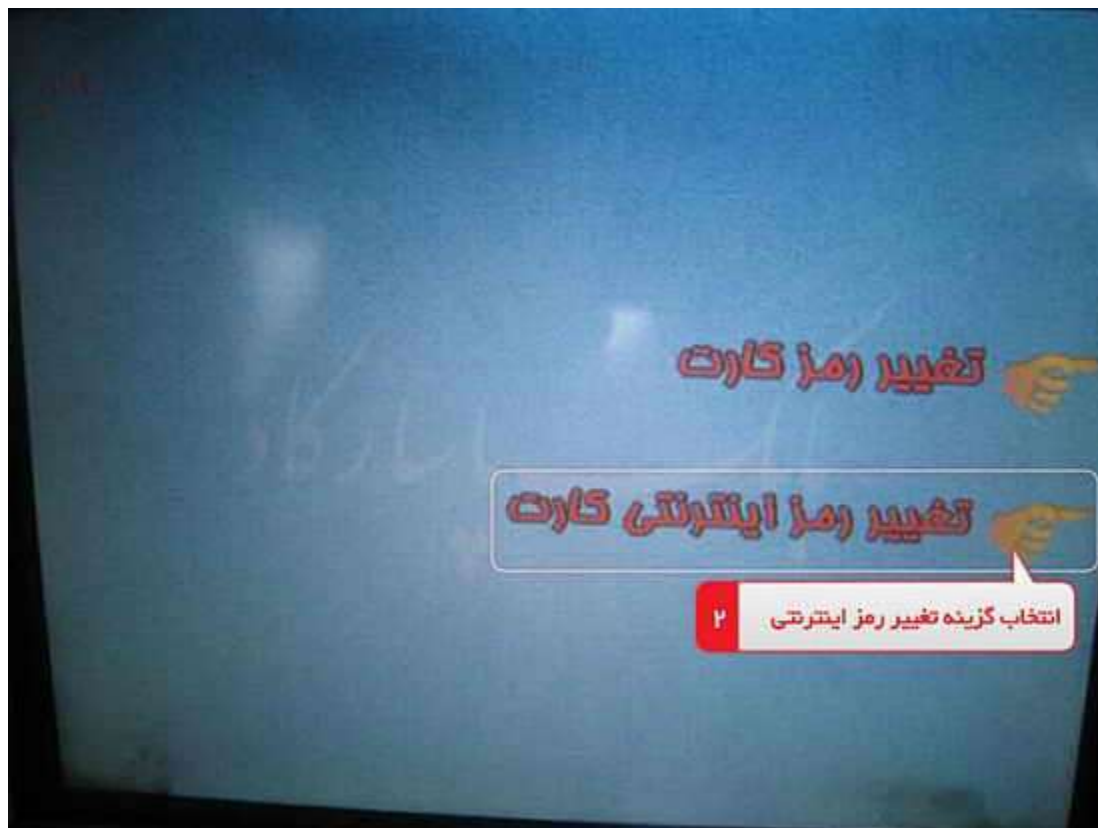 تغییر رمز کارت
تغییر رمز اینترنتی کارت
انتخاب گزینه تغییر رمز اینترنتی ۲